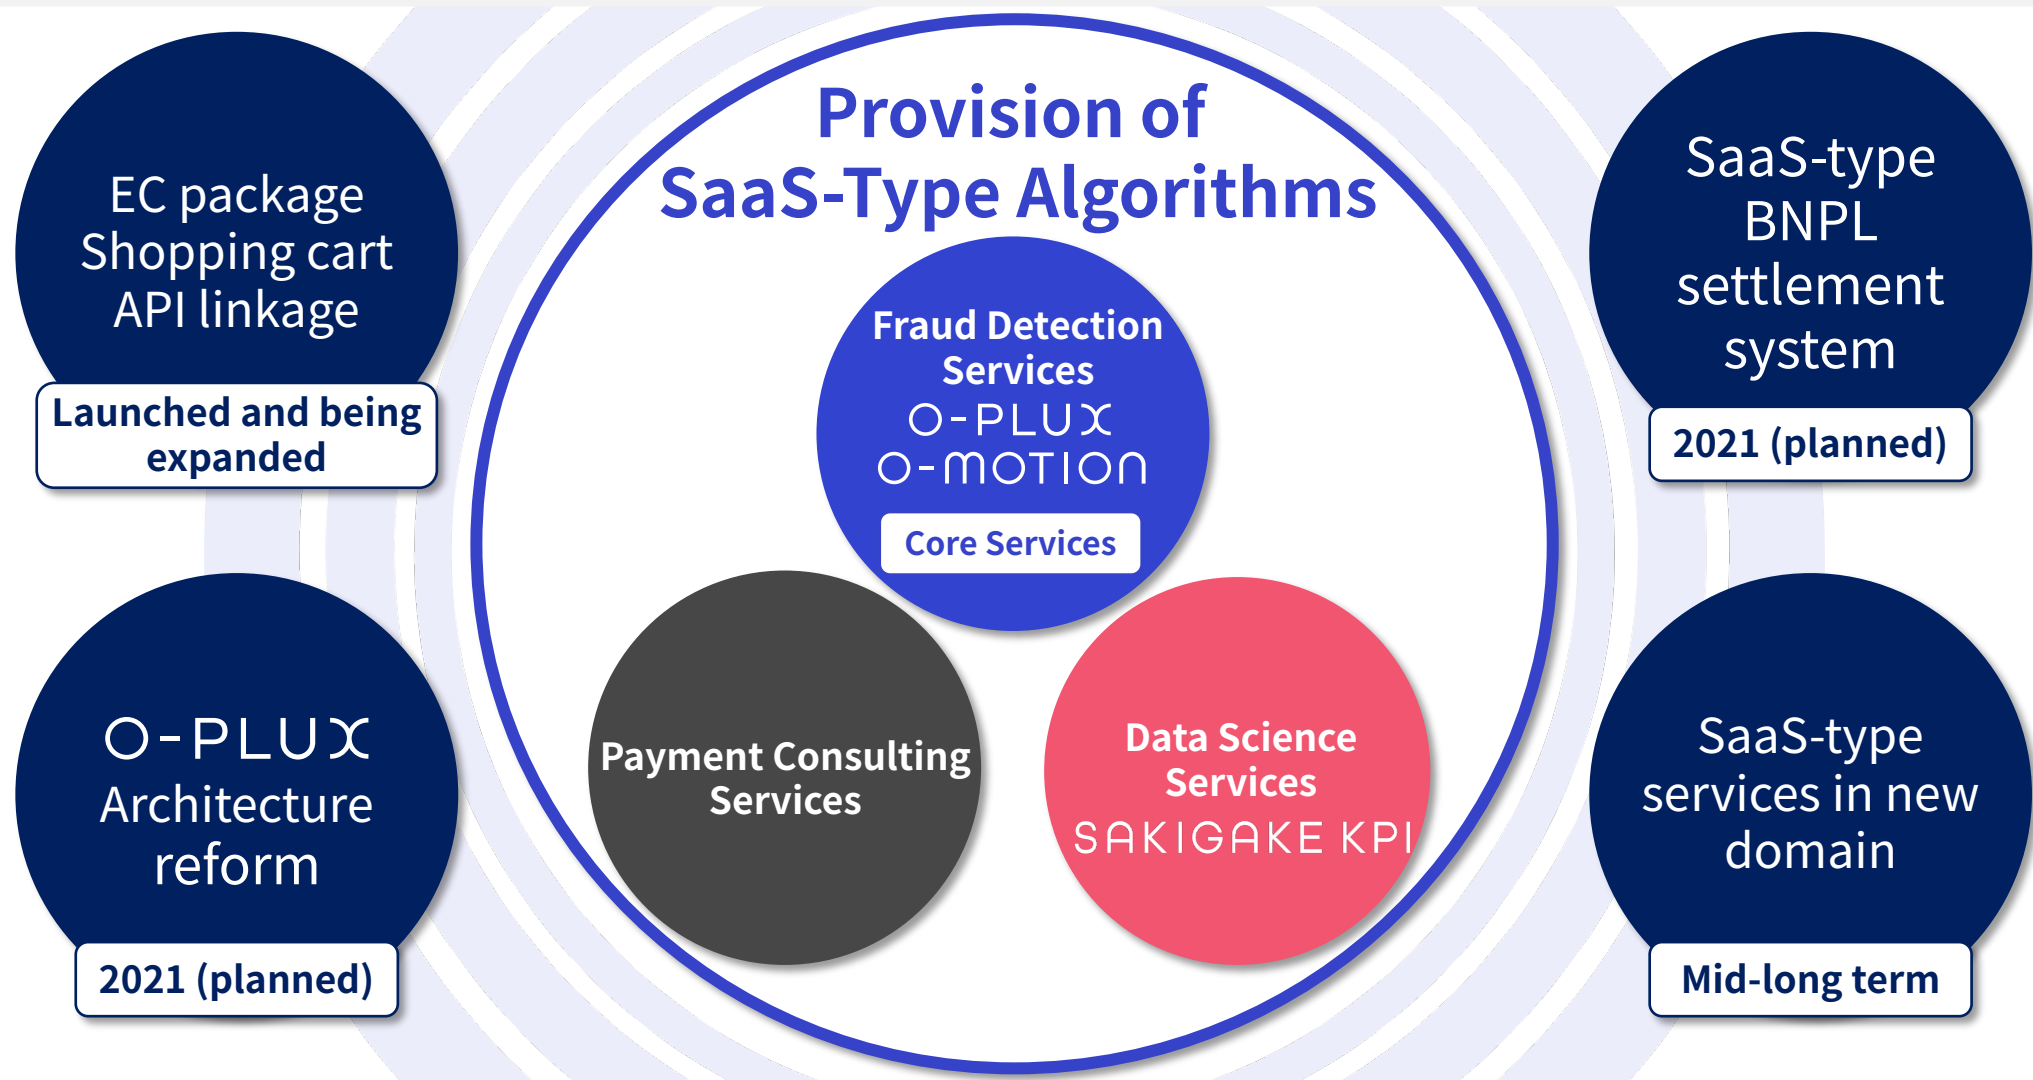 Provision of
SaaS-Type Algorithms
EC package
Shopping cart
API linkage
Launched and being
expanded
SaaS-type
BNPL
settlement
system
2021 (planned)
Fraud Detection
Services
O-PLUX
O-MOTION
Core Services
Payment Consulting
Services
Data Science
Services
SAKIGAKE KPI
O-PLUX
Architecture
reform
2021 (planned)
SaaS-type
services in new
domain
Mid-long term